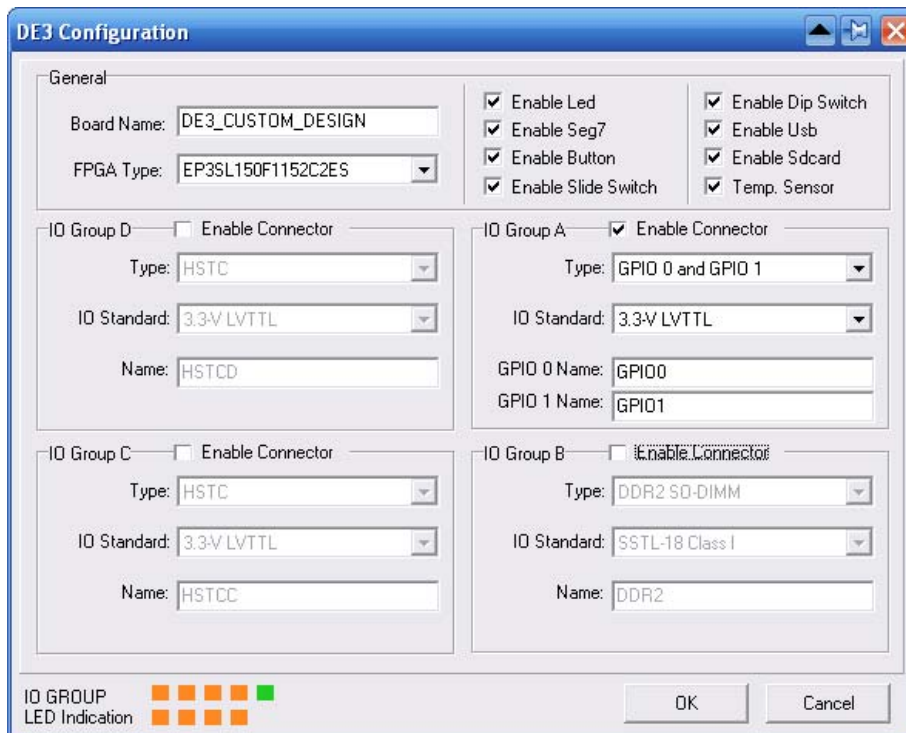 DE3 Configuration
General
Board Name: DE3_CUSTOM_DESIGN
FPGA Type: EP3SL150F1152C2ES
Enable Led
Enable Seg7
Enable Button
Enable Slide Switch
Enable Dip Switch
Enable Usb
Enable Sdcard
Temp. Sensor
IO Group D Enable Connector
Type: HSTC
IO Standard: 3.3-V LVTTL
Name: HSTCD
IO Group A Enable Connector
Type: GPIO 0 and GPIO 1
IO Standard: 3.3-V LVTTL
GPIO 0 Name: GPIO0
GPIO 1 Name: GPIO1
IO Group C Enable Connector
Type: HSTC
IO Standard: 3.3-V LVTTL
Name: HSTCC
IO Group B Enable Connector
Type: DDR2 SO-DIMM
IO Standard: SSTL-18 Class I
Name: DDR2
IO GROUP
LED Indication
OK Cancel